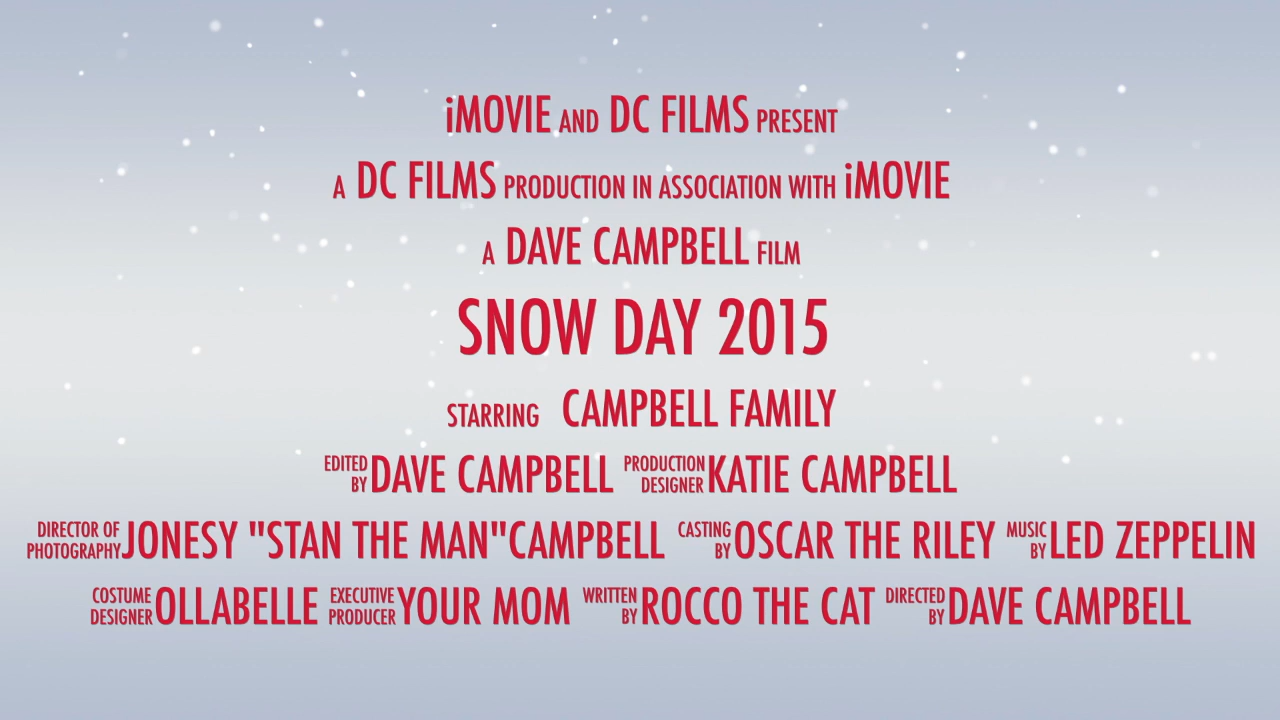 iMOVIE AND DC FILMS PRESENT
A DC FILMS PRODUCTION IN ASSOCIATION WITH iMOVIE
A DAVE CAMPBELL FILM
SNOW DAY 2015
STARRING CAMPBELL FAMILY
EDITED BY DAVE CAMPBELL PRODUCTION DESIGNER KATIE CAMPBELL
DIRECTOR OF PHOTOGRAPHY JONESY "STAN THE MAN"CAMPBELL CASTING BY OSCAR THE RILEY MUSIC BY LED ZEPPELIN
COSTUME DESIGNER OLLABELLE EXECUTIVE PRODUCER YOUR MOM WRITTEN BY ROCCO THE CAT DIRECTED BY DAVE CAMPBELL